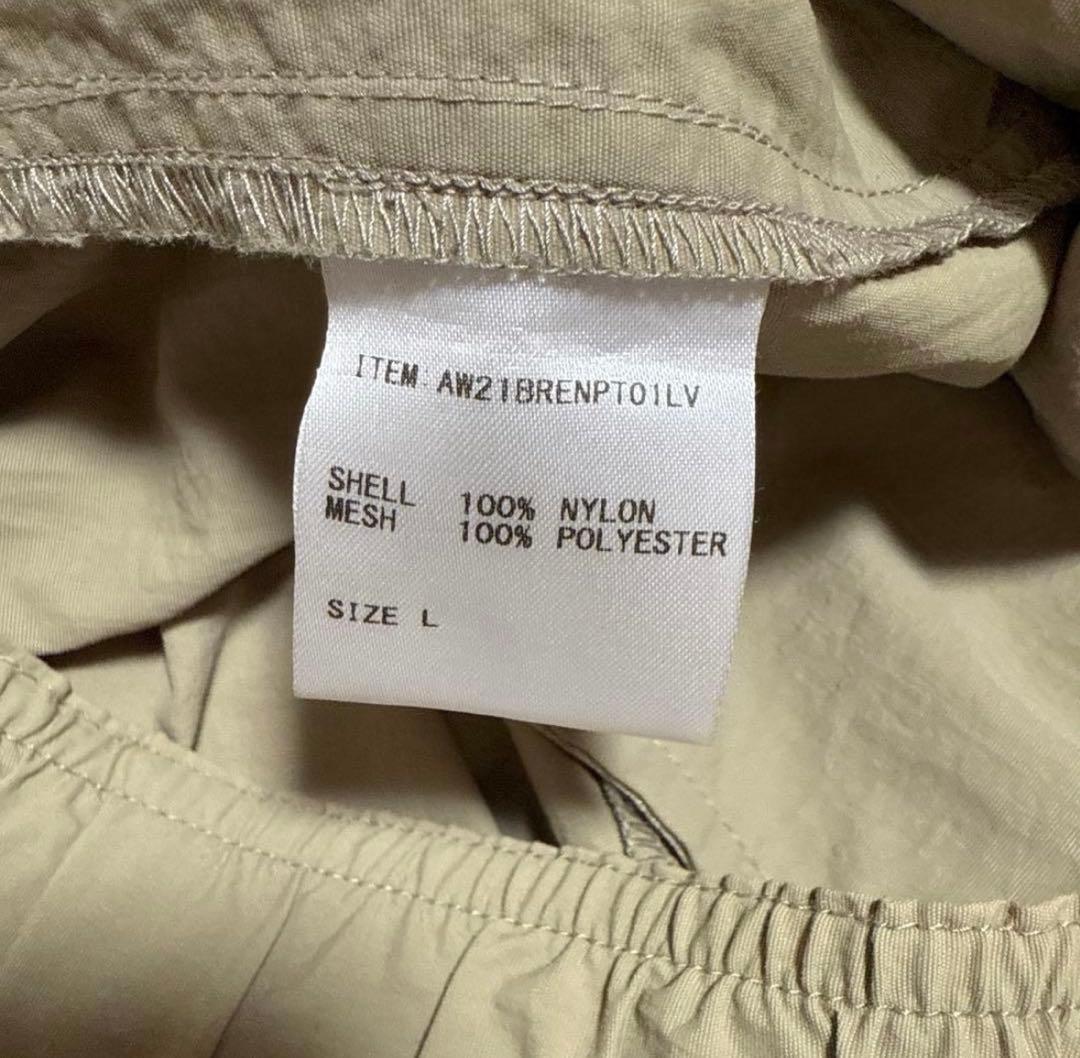 ITEM. AW21BRENPT01LV
SHELL 100% NYLON
MESH 100% POLYESTER
SIZE L